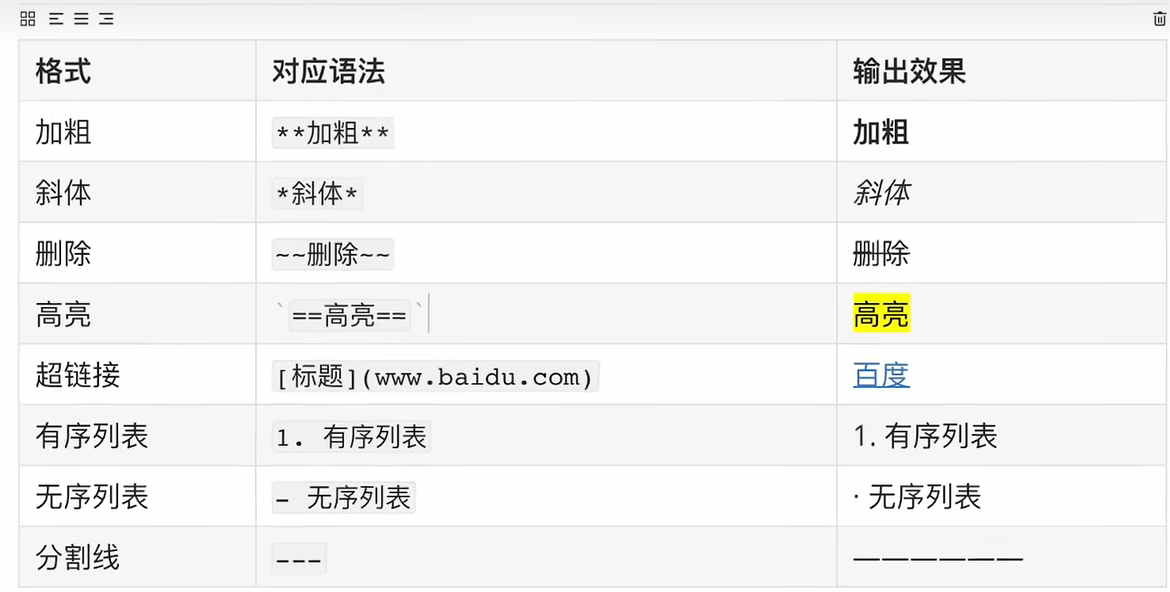 格式 对应语法 输出效果
加粗 **加粗** 加粗
斜体 *斜体* 斜体
删除 ~~删除~~ 删除
高亮 `==高亮==` 高亮
超链接 [标题](www.baidu.com) 百度
有序列表 1. 有序列表 1. 有序列表
无序列表 - 无序列表 · 无序列表
分割线 --- ——————